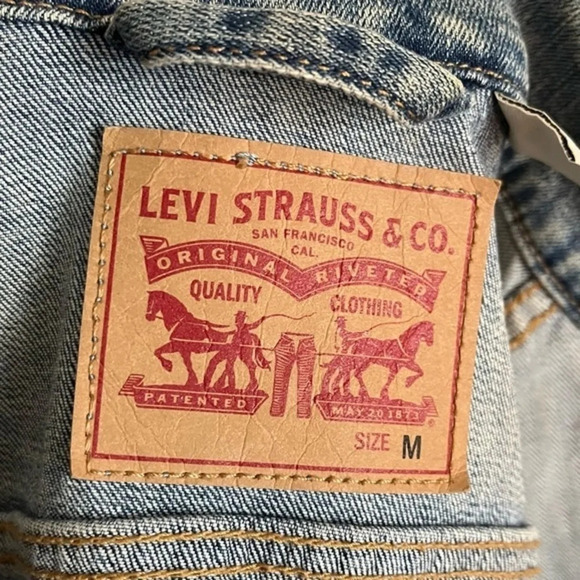 LEVI STRAUSS & CO.
SAN FRANCISCO
CAL.
ORIGINAL RIVETED
QUALITY CLOTHING
PATENTED MAY 20 1873
SIZE M